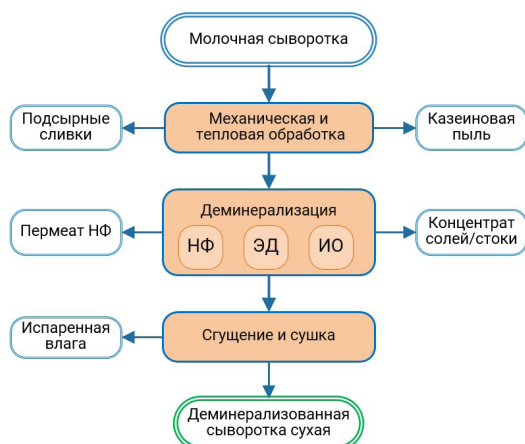 Молочная сыворотка
Подсырные
сливки
Механическая и
тепловая обработка
Казеиновая
пыль
Пермеат НФ
Деминерализация
НФ
ЭД
ИО
Концентрат
солей/стоки
Испаренная
влага
Сгущение и сушка
Деминерализованная
сыворотка сухая